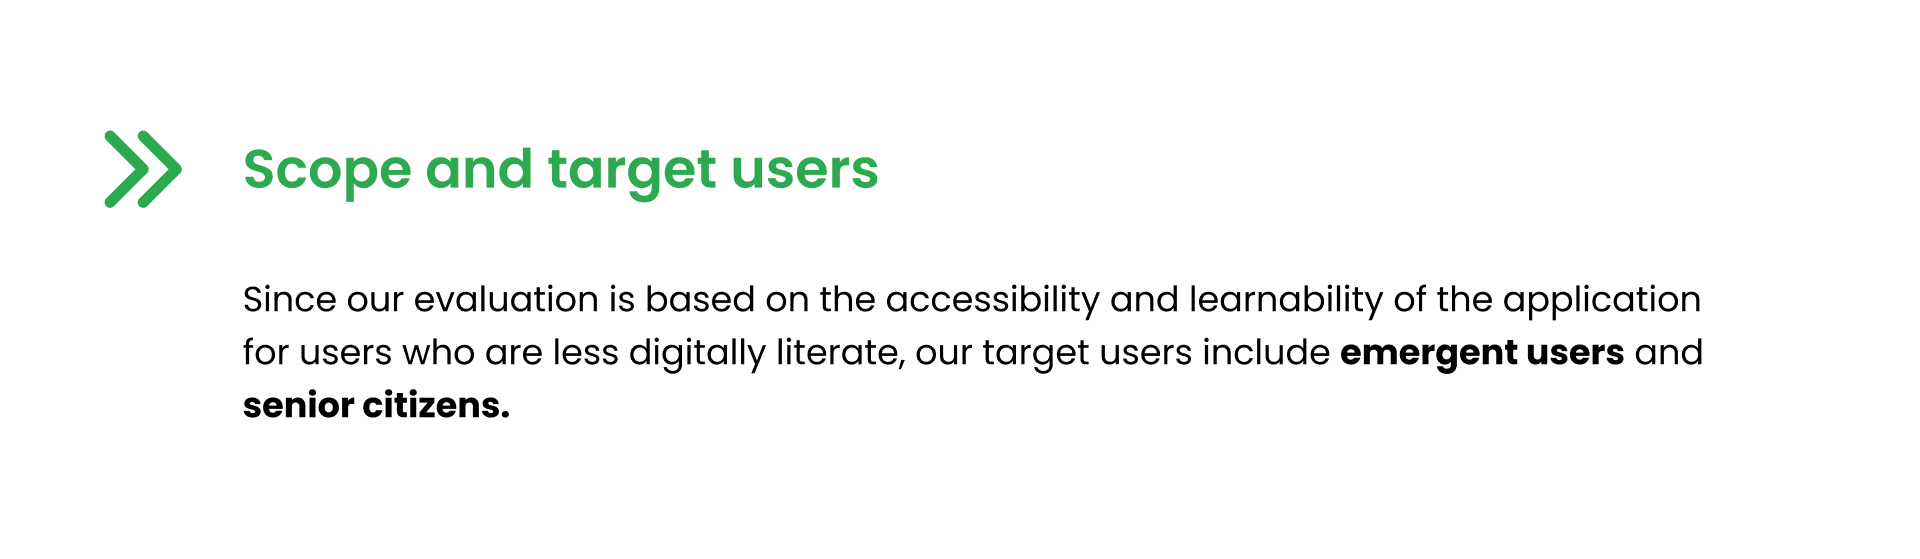 Scope and target users
Since our evaluation is based on the accessibility and learnability of the application
for users who are less digitally literate, our target users include emergent users and
senior citizens.